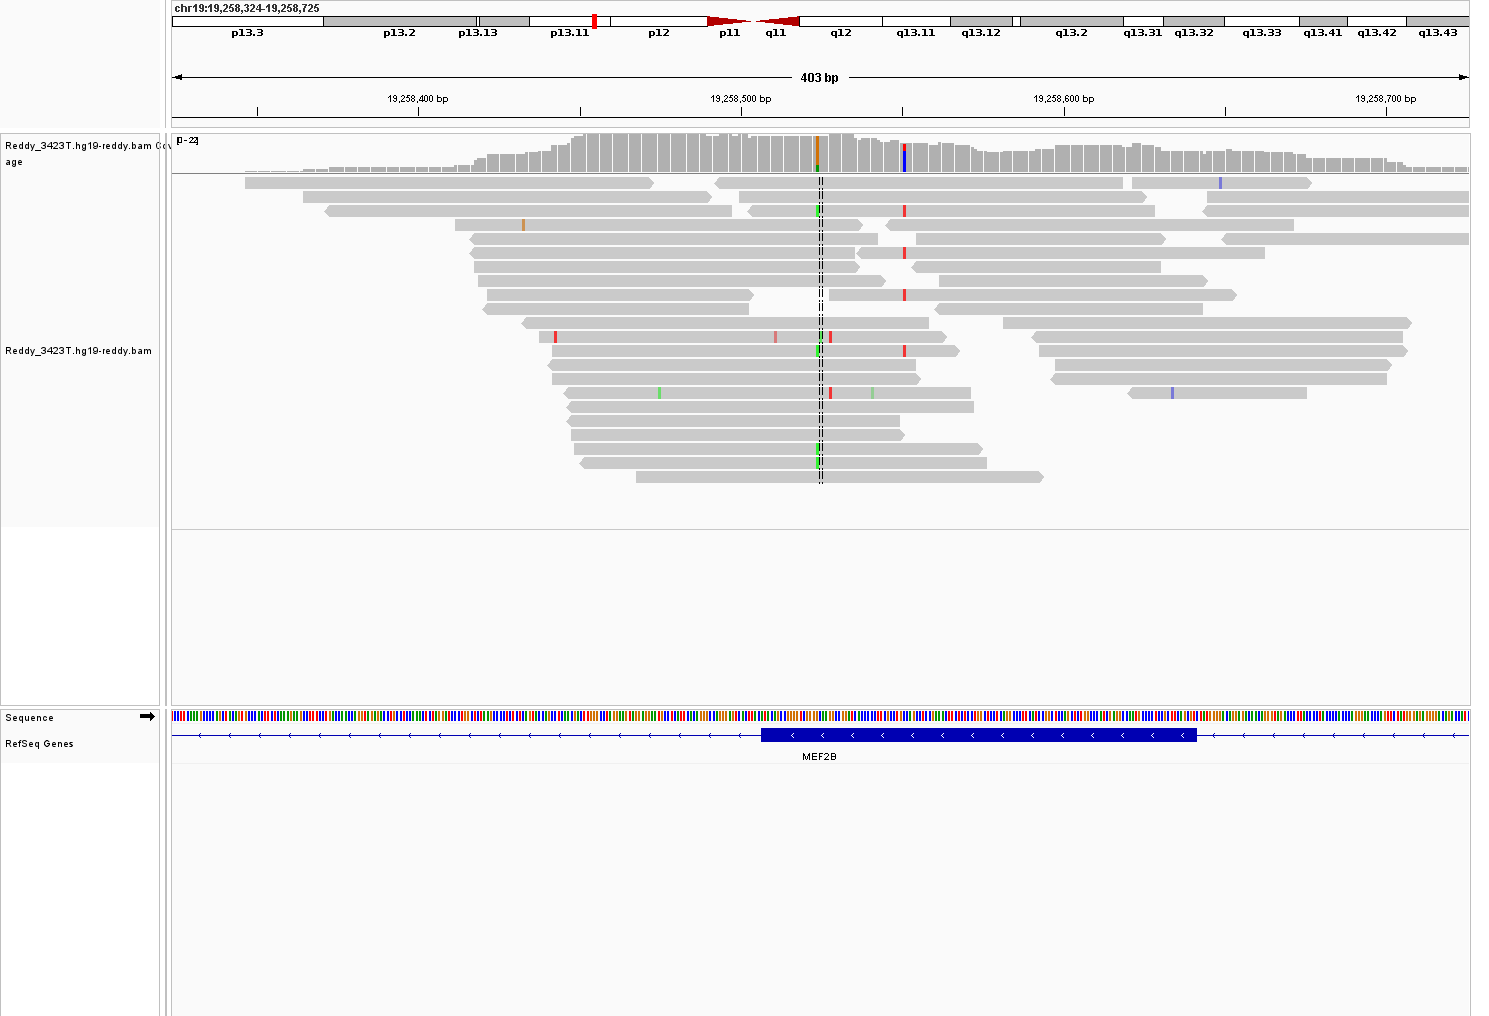 chr19:19,258,324-19,258,725
p13.3 p13.2 p13.13 p13.11 p12 p11 q11 q12 q13.11 q13.12 q13.2 q13.31 q13.32 q13.33 q13.41 q13.42 q13.43
403 bp
19,258,400 bp 19,258,500 bp 19,258,600 bp 19,258,700 bp
Reddy_3423T.hg19-reddy.bam Cov
age
[0 - 22]
Reddy_3423T.hg19-reddy.bam
Sequence
RefSeq Genes
MEF2B